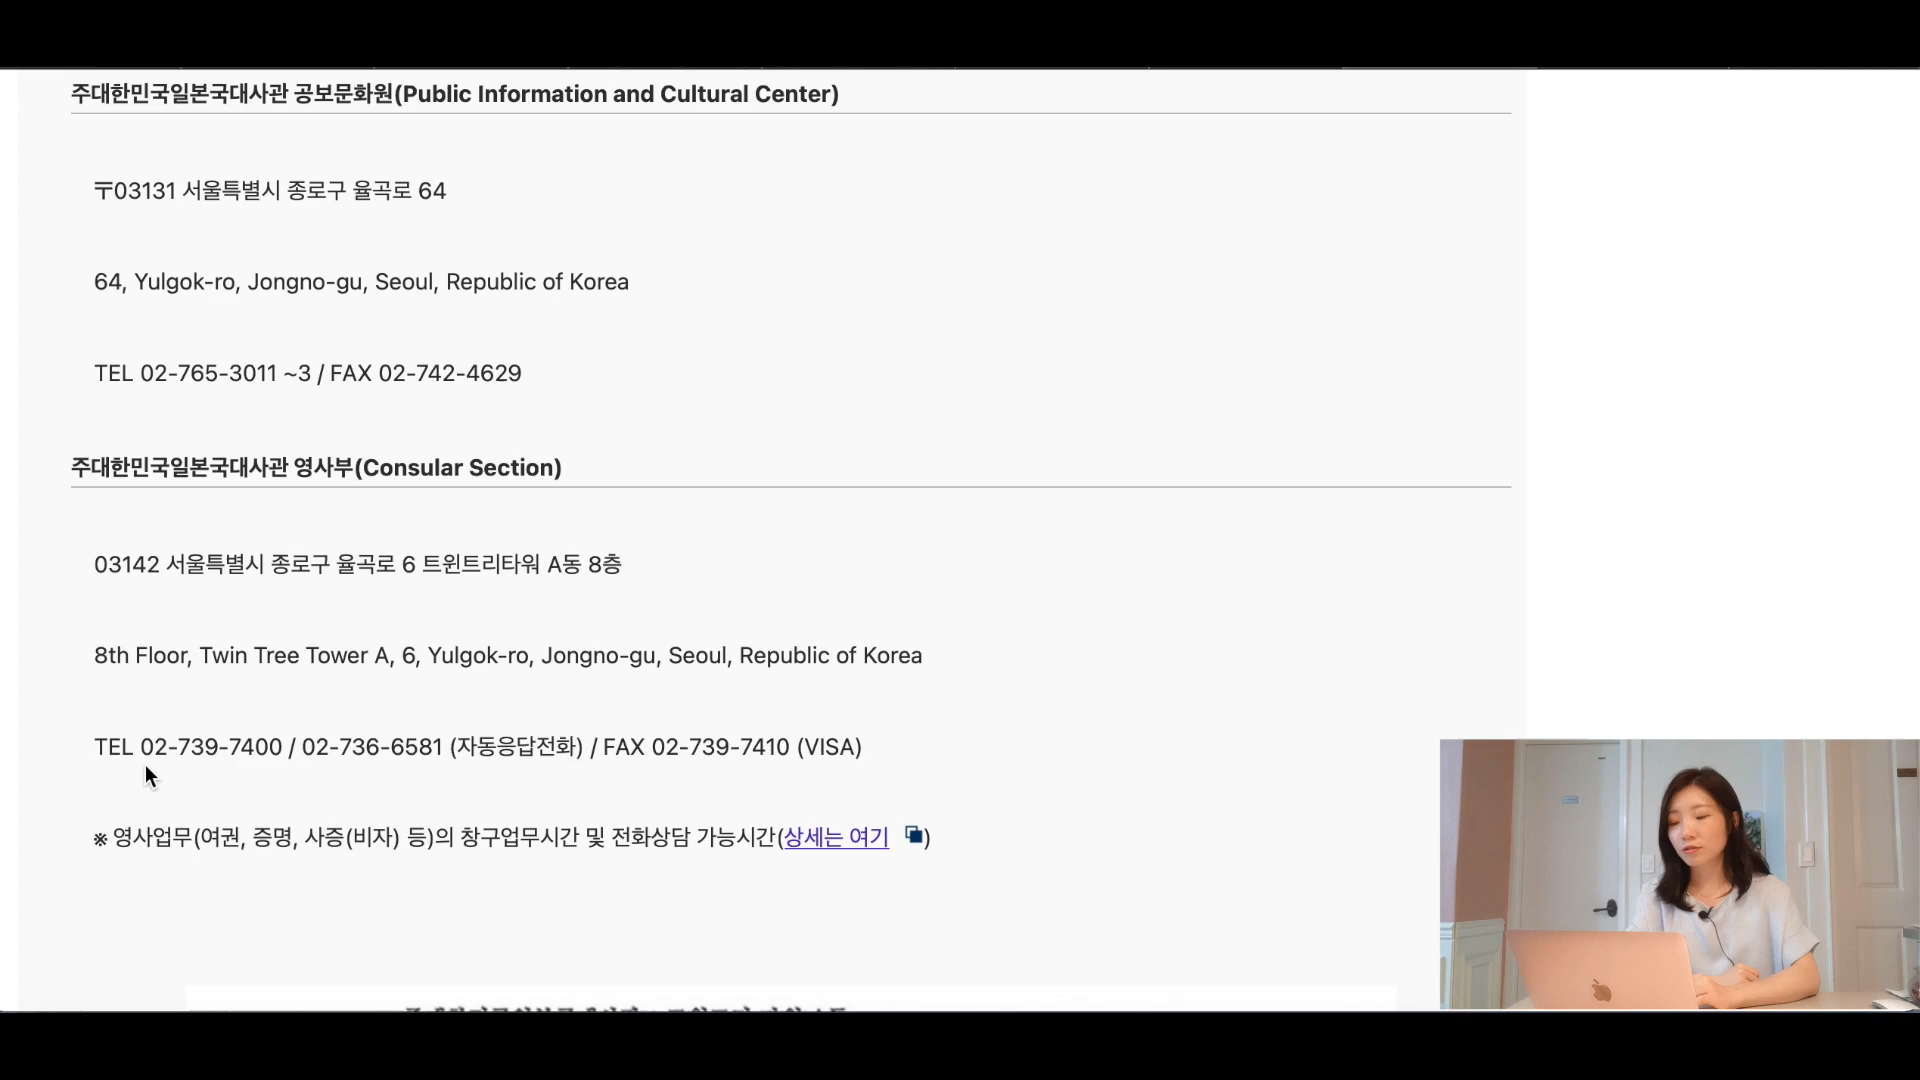 주대한민국일본국대사관 공보문화원(Public Information and Cultural Center)
〒03131 서울특별시 종로구 율곡로 64
64, Yulgok-ro, Jongno-gu, Seoul, Republic of Korea
TEL 02-765-3011 ~3 / FAX 02-742-4629
주대한민국일본국대사관 영사부(Consular Section)
03142 서울특별시 종로구 율곡로 6 트윈트리타워 A동 8층
8th Floor, Twin Tree Tower A, 6, Yulgok-ro, Jongno-gu, Seoul, Republic of Korea
TEL 02-739-7400 / 02-736-6581 (자동응답전화) / FAX 02-739-7410 (VISA)
※ 영사업무(여권, 증명, 사증(비자) 등)의 창구업무시간 및 전화상담 가능시간(상세는 여기 )